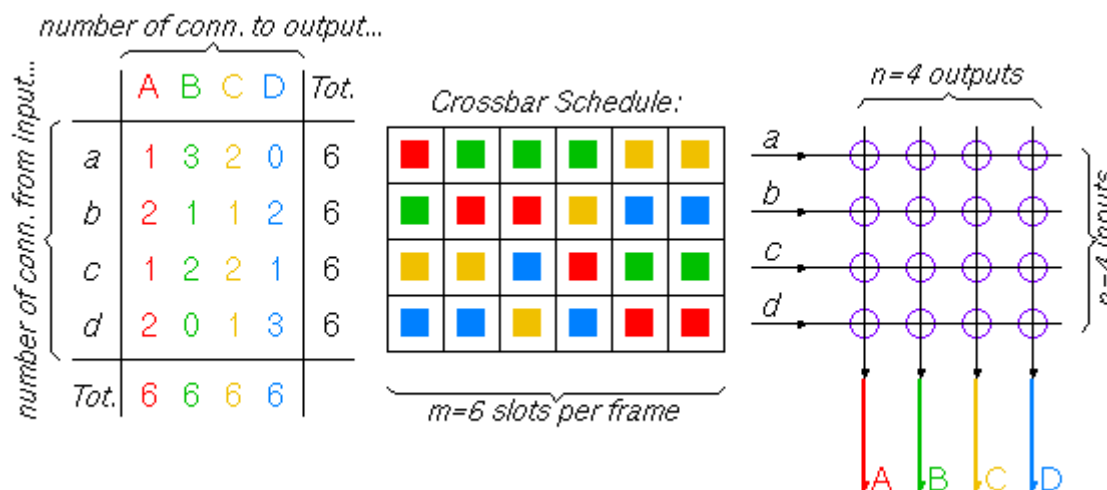 number of conn. to output...
number of conn. from input...
A B C D Tot.
a 1 3 2 0 6
b 2 1 1 2 6
c 1 2 2 1 6
d 2 0 1 3 6
Tot. 6 6 6 6
Crossbar Schedule:
m=6 slots per frame
n=4 outputs
a
b
c
d
n=4 inputs
A B C D